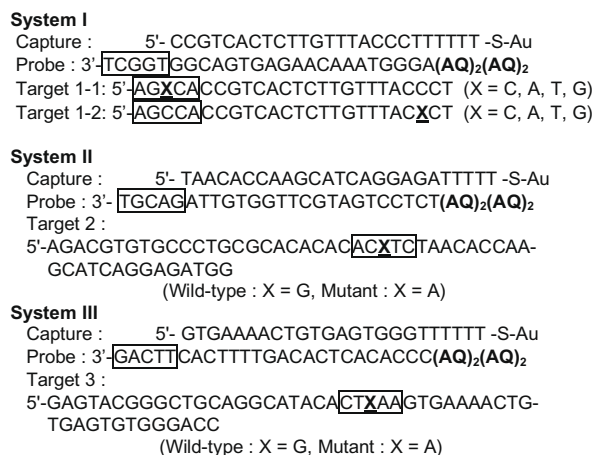 System I
Capture : 5'- CCGTCACTCTTGTTTACCCTTTTTT -S-Au
Probe : 3'-TCGGTGGCAGTGAGAACAAATGGGA(AQ)₂(AQ)₂
Target 1-1: 5'-AGXCACCGTCACTCTTGTTTACCCT (X = C, A, T, G)
Target 1-2: 5'-AGCCACCGTCACTCTTGTTTACXCT (X = C, A, T, G)
System II
Capture : 5'- TAACACCAAGCATCAGGAGATTTTT -S-Au
Probe : 3'- TGCAGATTGTGGTTCGTAGTCCTCT(AQ)₂(AQ)₂
Target 2 :
5'-AGACGTGTGCCCTGCGCACACACACXTCTAACACCAA-
GCATCAGGAGATGG
(Wild-type : X = G, Mutant : X = A)
System III
Capture : 5'- GTGAAAACTGTGAGTGGGTTTTTT -S-Au
Probe : 3'-GACTTCACTTTTGACACTCACACCC(AQ)₂(AQ)₂
Target 3 :
5'-GAGTACGGGCTGCAGGCATACACTXAAGTGAAAACTG-
TGAGTGTGGGACC
(Wild-type : X = G, Mutant : X = A)